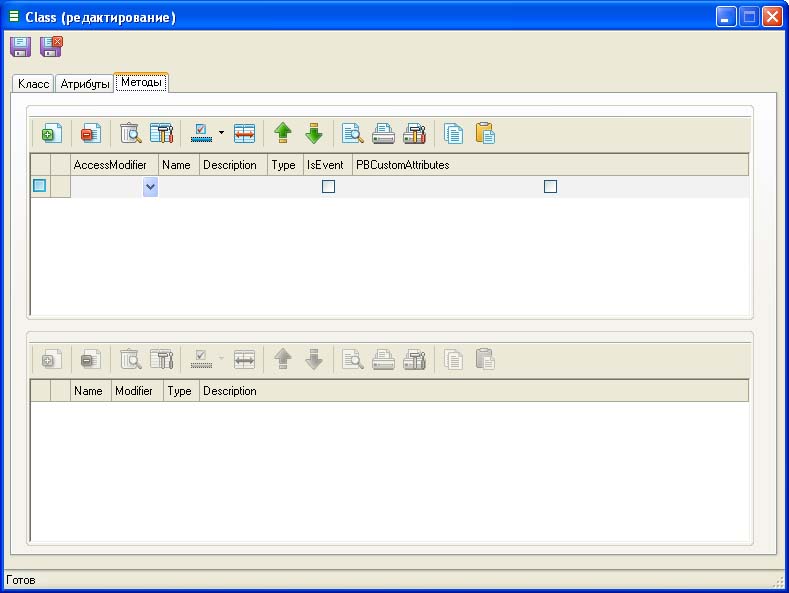 Class (редактирование)
Класс Атрибуты Методы
AccessModifier Name Description Type IsEvent PBCustomAttributes
Name Modifier Type Description
Готов